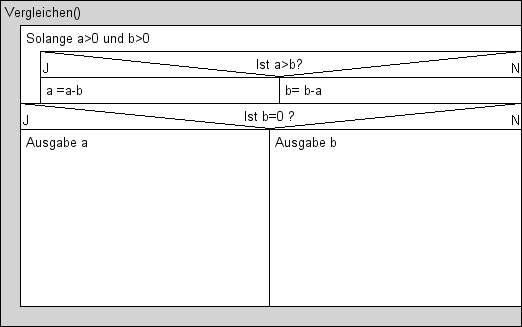 Vergleichen()
Solange a>0 und b>0
Ist a>b?
J
N
a =a-b
b= b-a
Ist b=0 ?
J
N
Ausgabe a
Ausgabe b